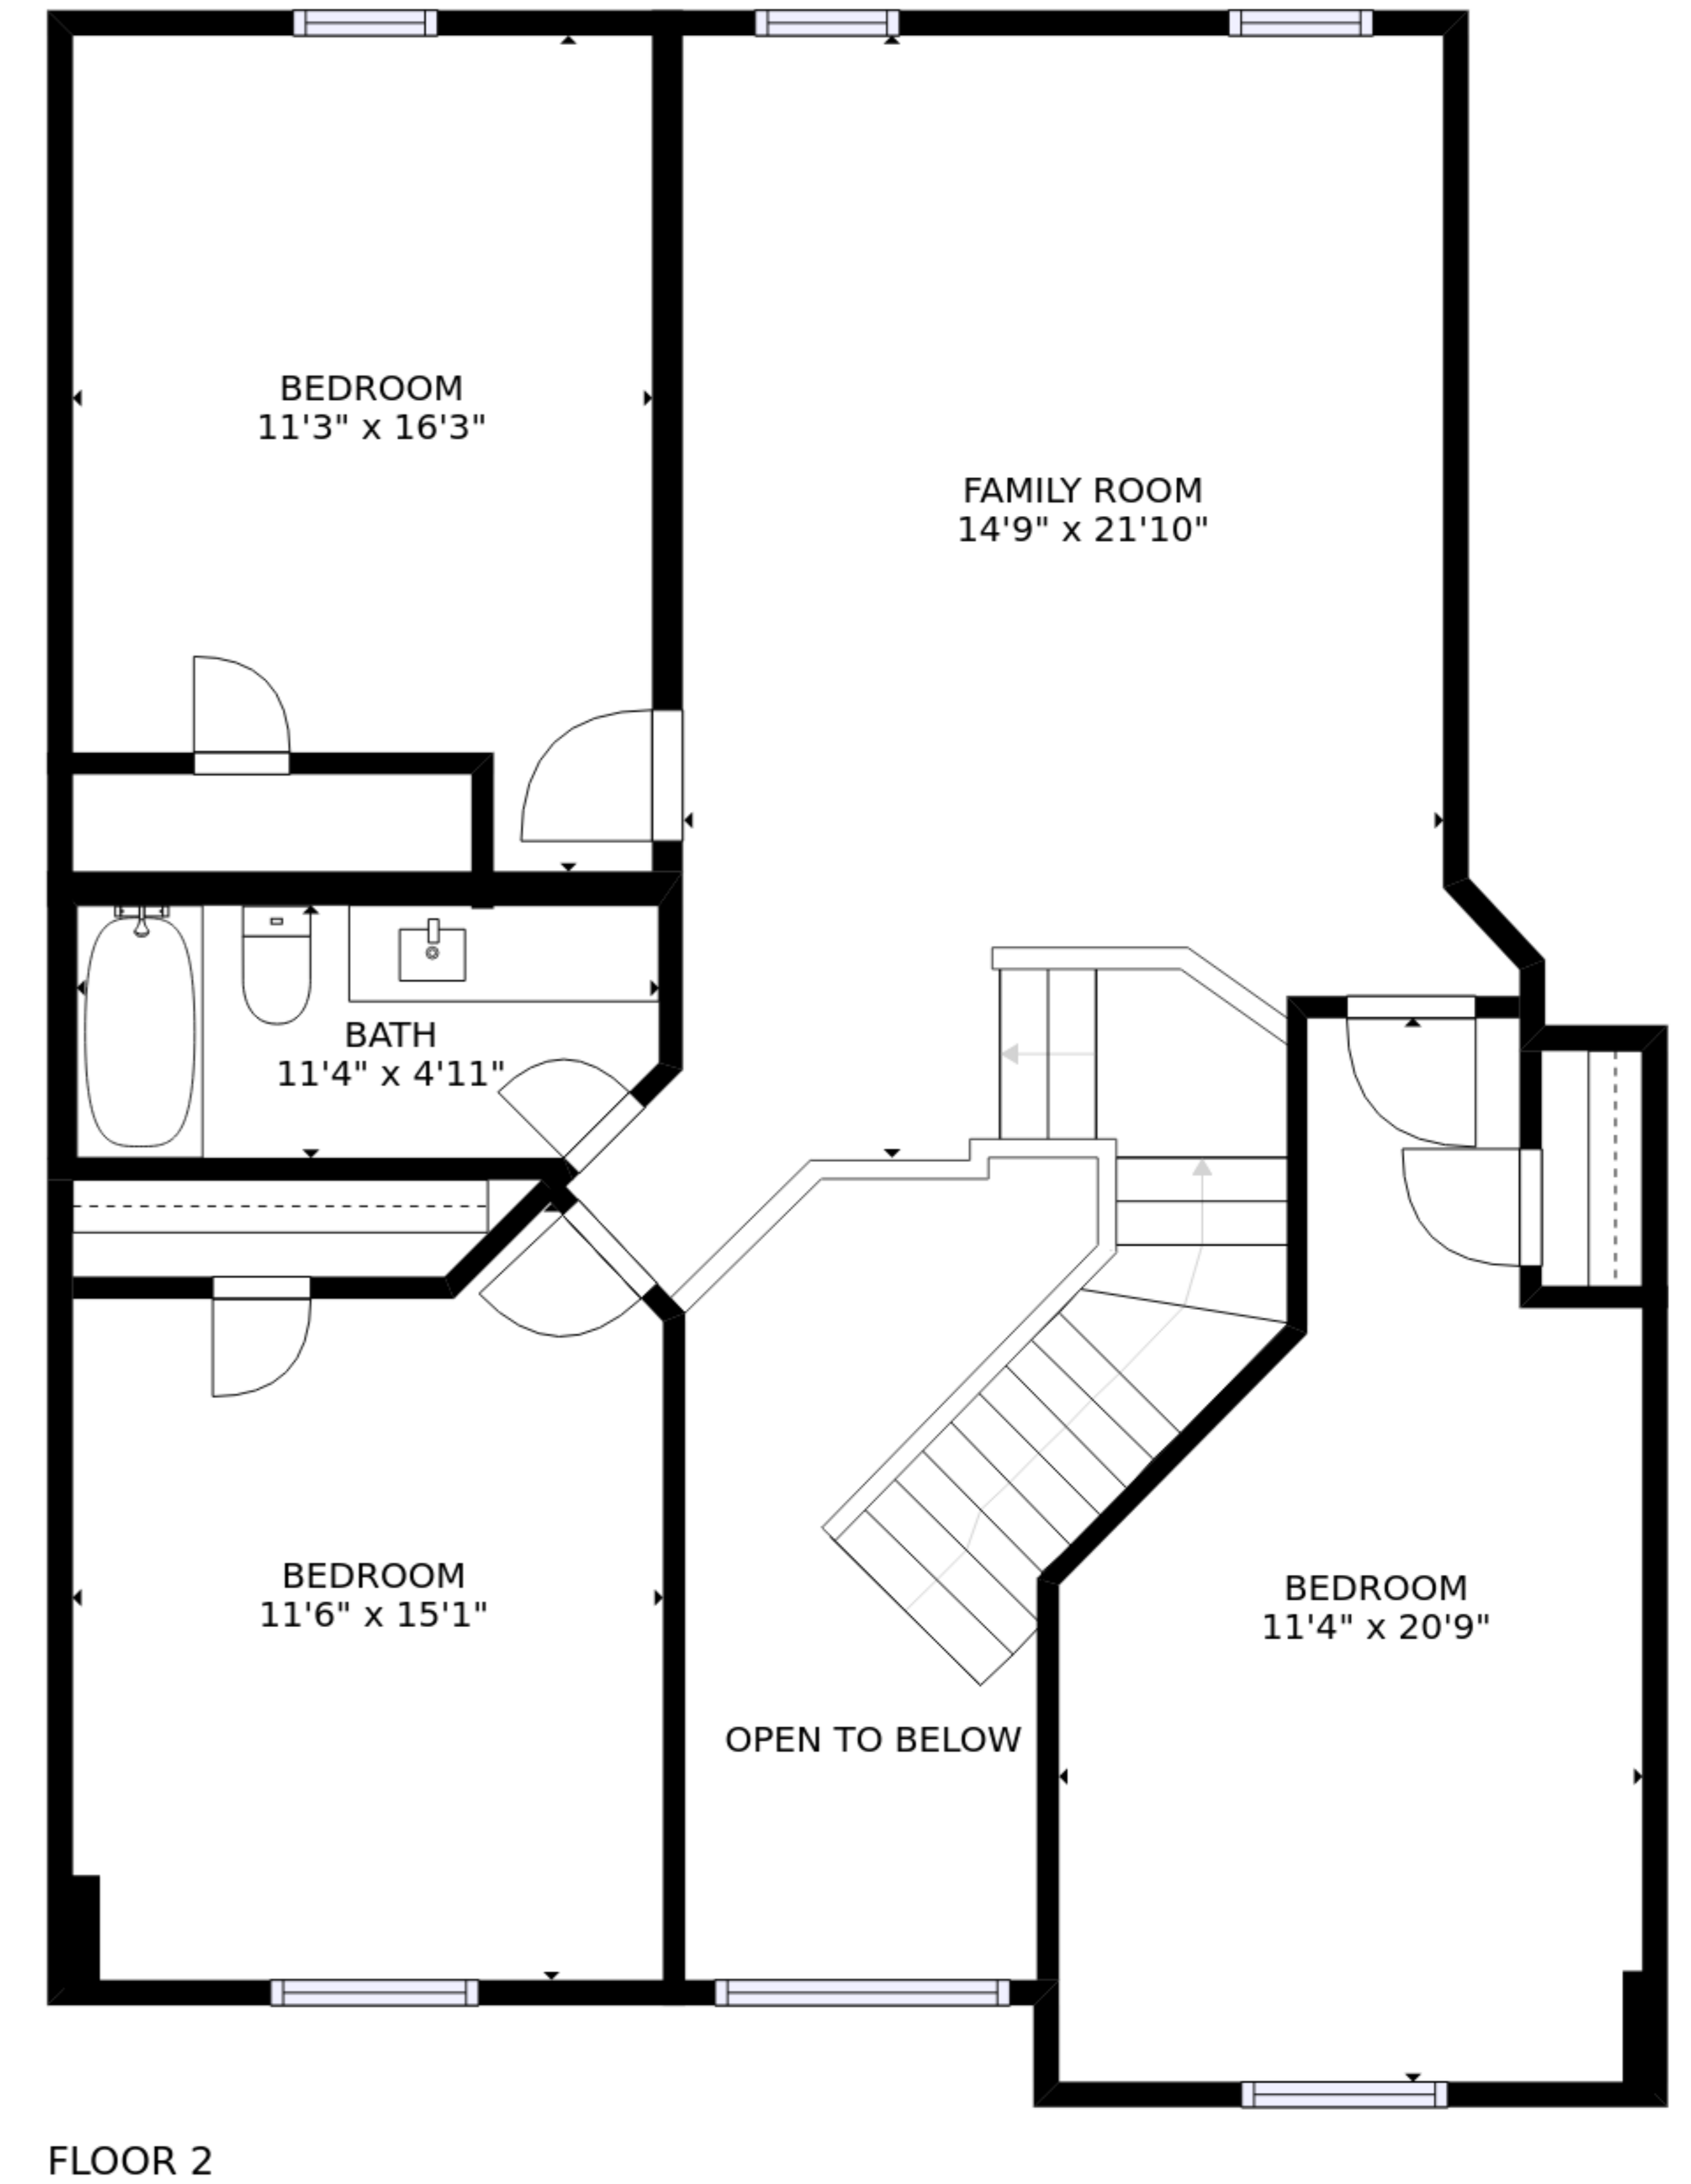 BEDROOM
11'3" x 16'3"
FAMILY ROOM
14'9" x 21'10"
BATH
11'4" x 4'11"
BEDROOM
11'6" x 15'1"
BEDROOM
11'4" x 20'9"
OPEN TO BELOW
FLOOR 2